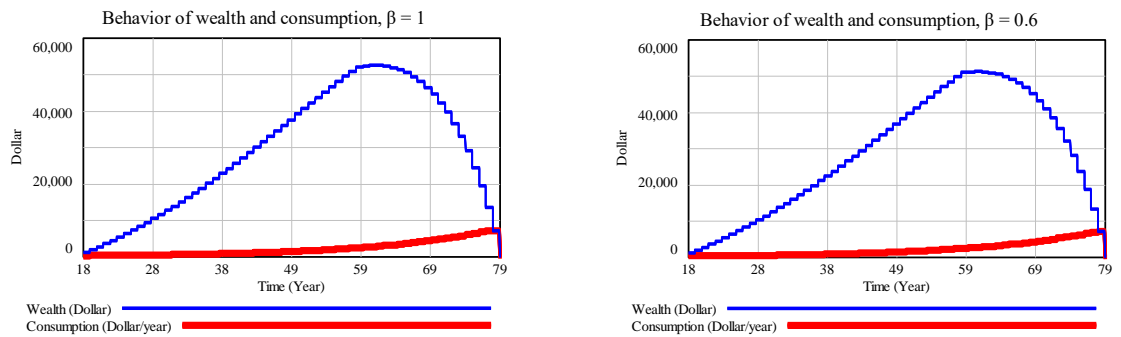 Behavior of wealth and consumption, β = 1
60,000
40,000
20,000
0
Dollar
18 28 38 49 59 69 79
Time (Year)
Wealth (Dollar)
Consumption (Dollar/year)
Behavior of wealth and consumption, β = 0.6
60,000
40,000
20,000
0
Dollar
18 28 38 49 59 69 79
Time (Year)
Wealth (Dollar)
Consumption (Dollar/year)